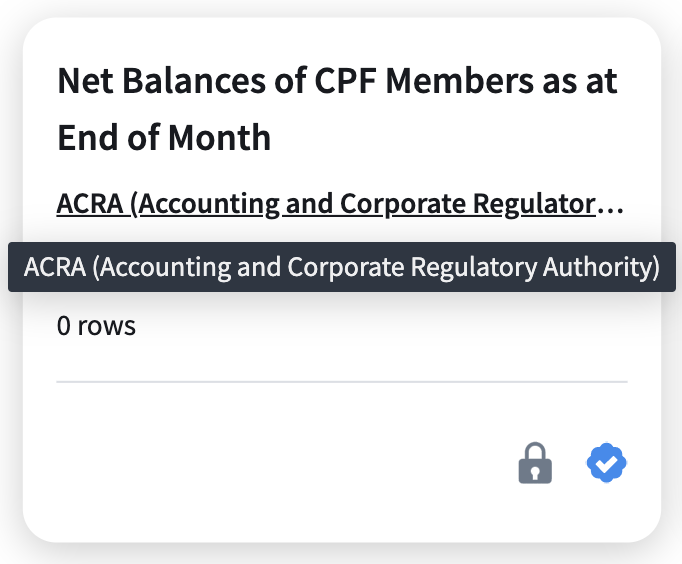 Net Balances of CPF Members as at
End of Month
ACRA (Accounting and Corporate Regulator...
ACRA (Accounting and Corporate Regulatory Authority)
0 rows